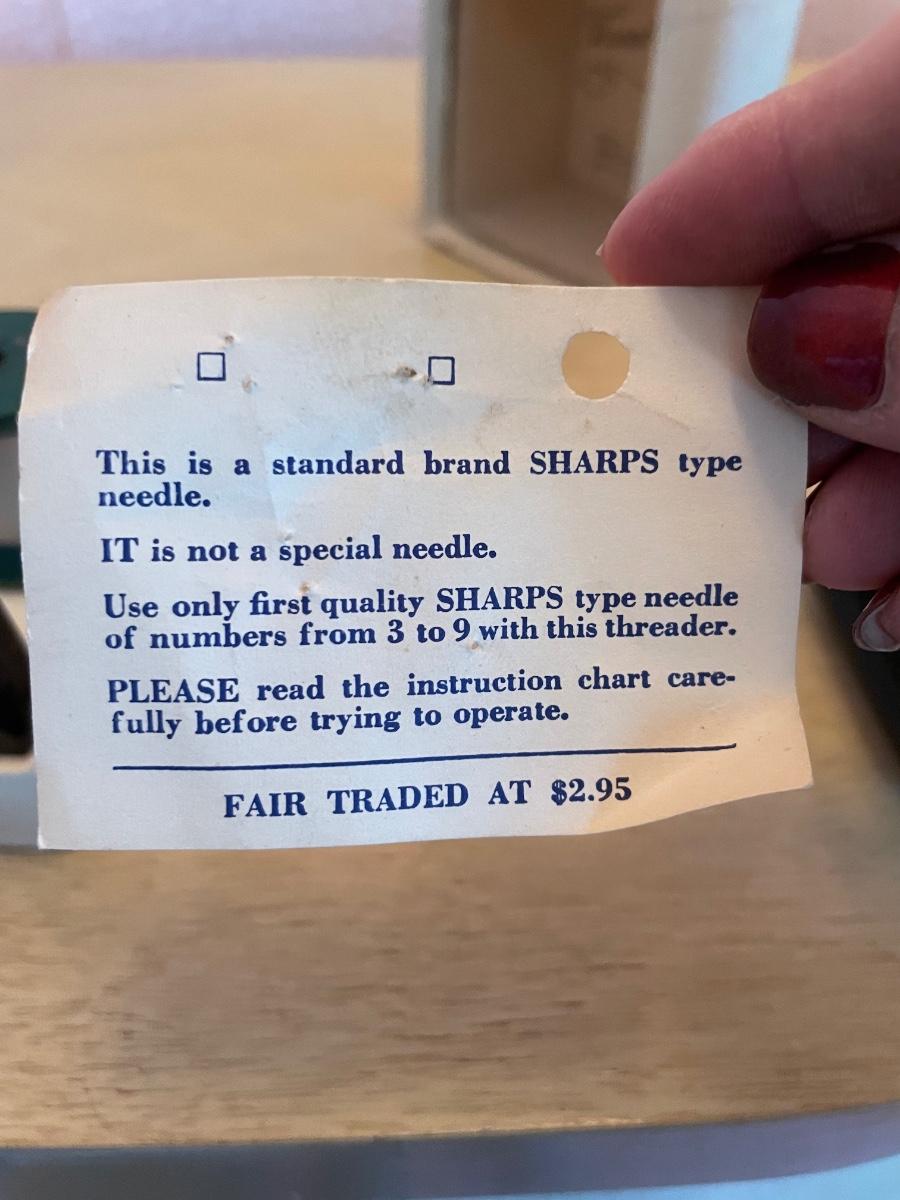 This is a standard brand SHARPS type
needle.
IT is not a special needle.
Use only first quality SHARPS type needle
of numbers from 3 to 9 with this threader.
PLEASE read the instruction chart care-
fully before trying to operate.
FAIR TRADED AT $2.95